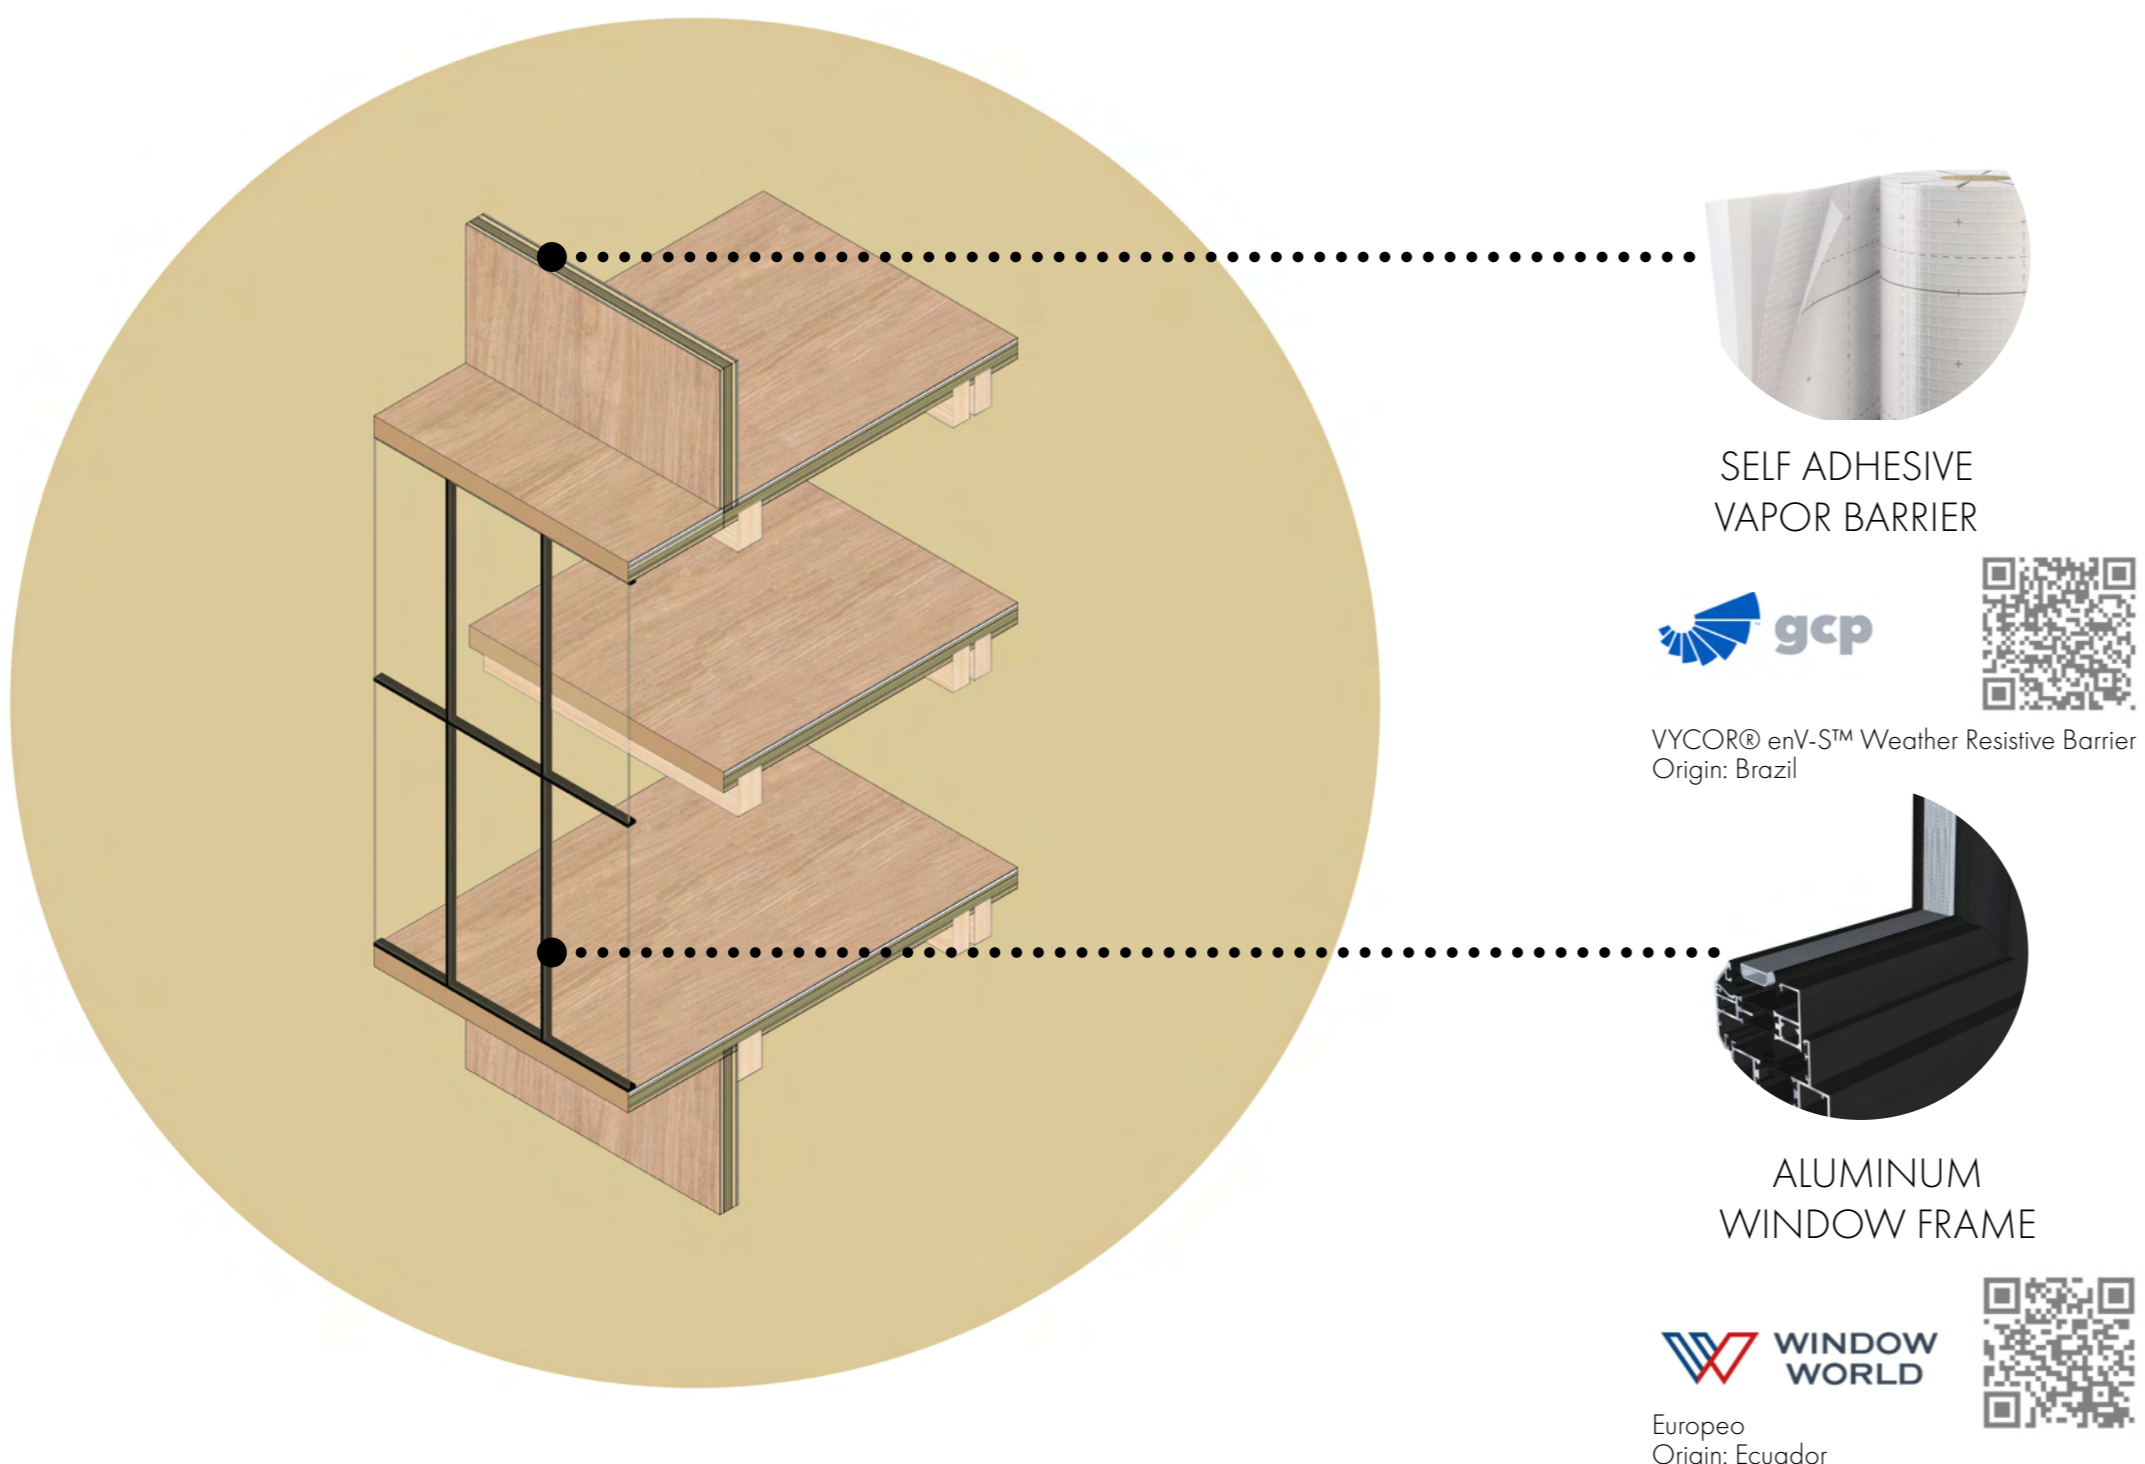 SELF ADHESIVE
VAPOR BARRIER
gcp
VYCOR® enV-S™ Weather Resistive Barrier
Origin: Brazil
ALUMINUM
WINDOW FRAME
WINDOW
WORLD
Europeo
Origin: Ecuador